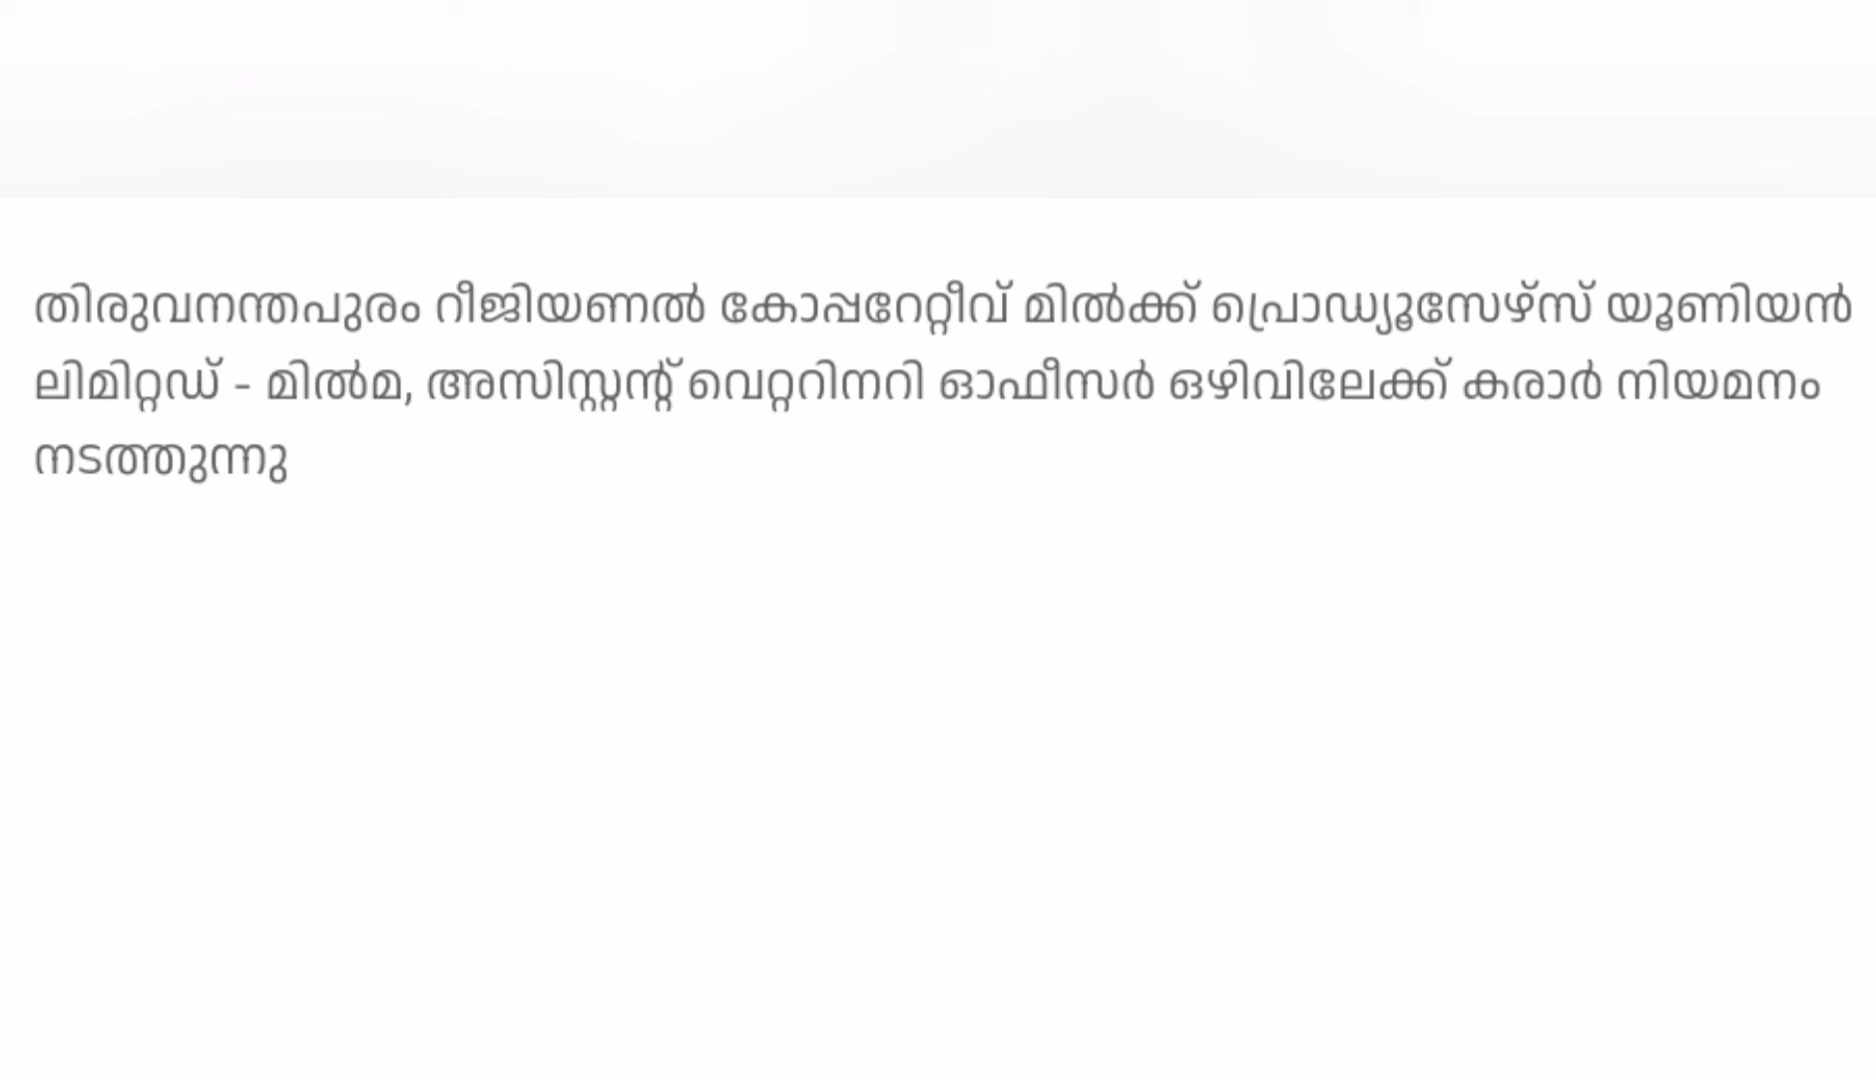 തിരുവനന്തപുരം റീജിയണൽ കോപ്പറേറ്റീവ് മിൽക്ക് പ്രൊഡ്യൂസേഴ്സ് യൂണിയൻ
ലിമിറ്റഡ് - മിൽമ, അസിസ്റ്റന്റ് വെറ്ററിനറി ഓഫീസർ ഒഴിവിലേക്ക് കരാർ നിയമനം
നടത്തുന്നു